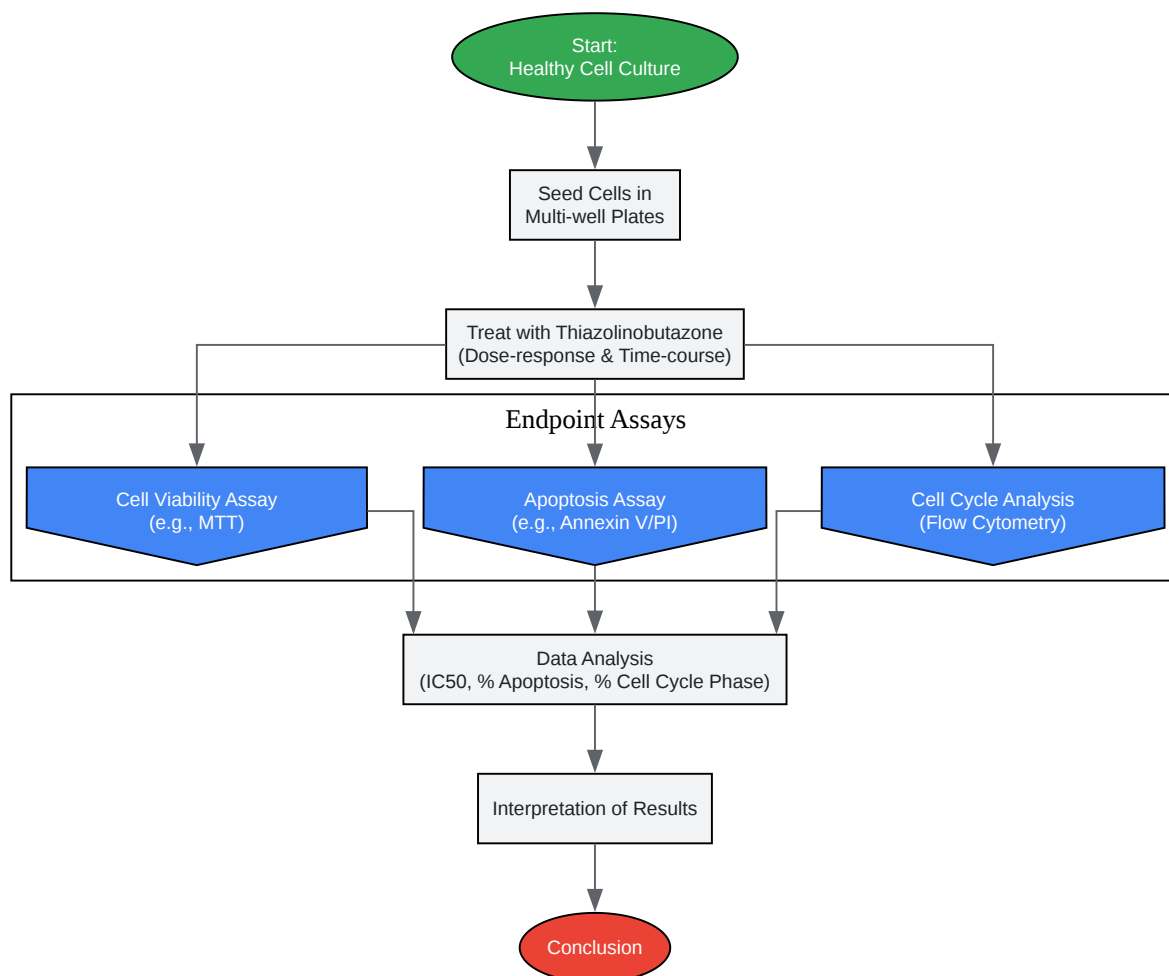 Start:
Healthy Cell Culture
Seed Cells in
Multi-well Plates
Treat with Thiazolinobutazone
(Dose-response & Time-course)
Endpoint Assays
Cell Viability Assay
(e.g., MTT)
Apoptosis Assay
(e.g., Annexin V/PI)
Cell Cycle Analysis
(Flow Cytometry)
Data Analysis
(IC50, % Apoptosis, % Cell Cycle Phase)
Interpretation of Results
Conclusion